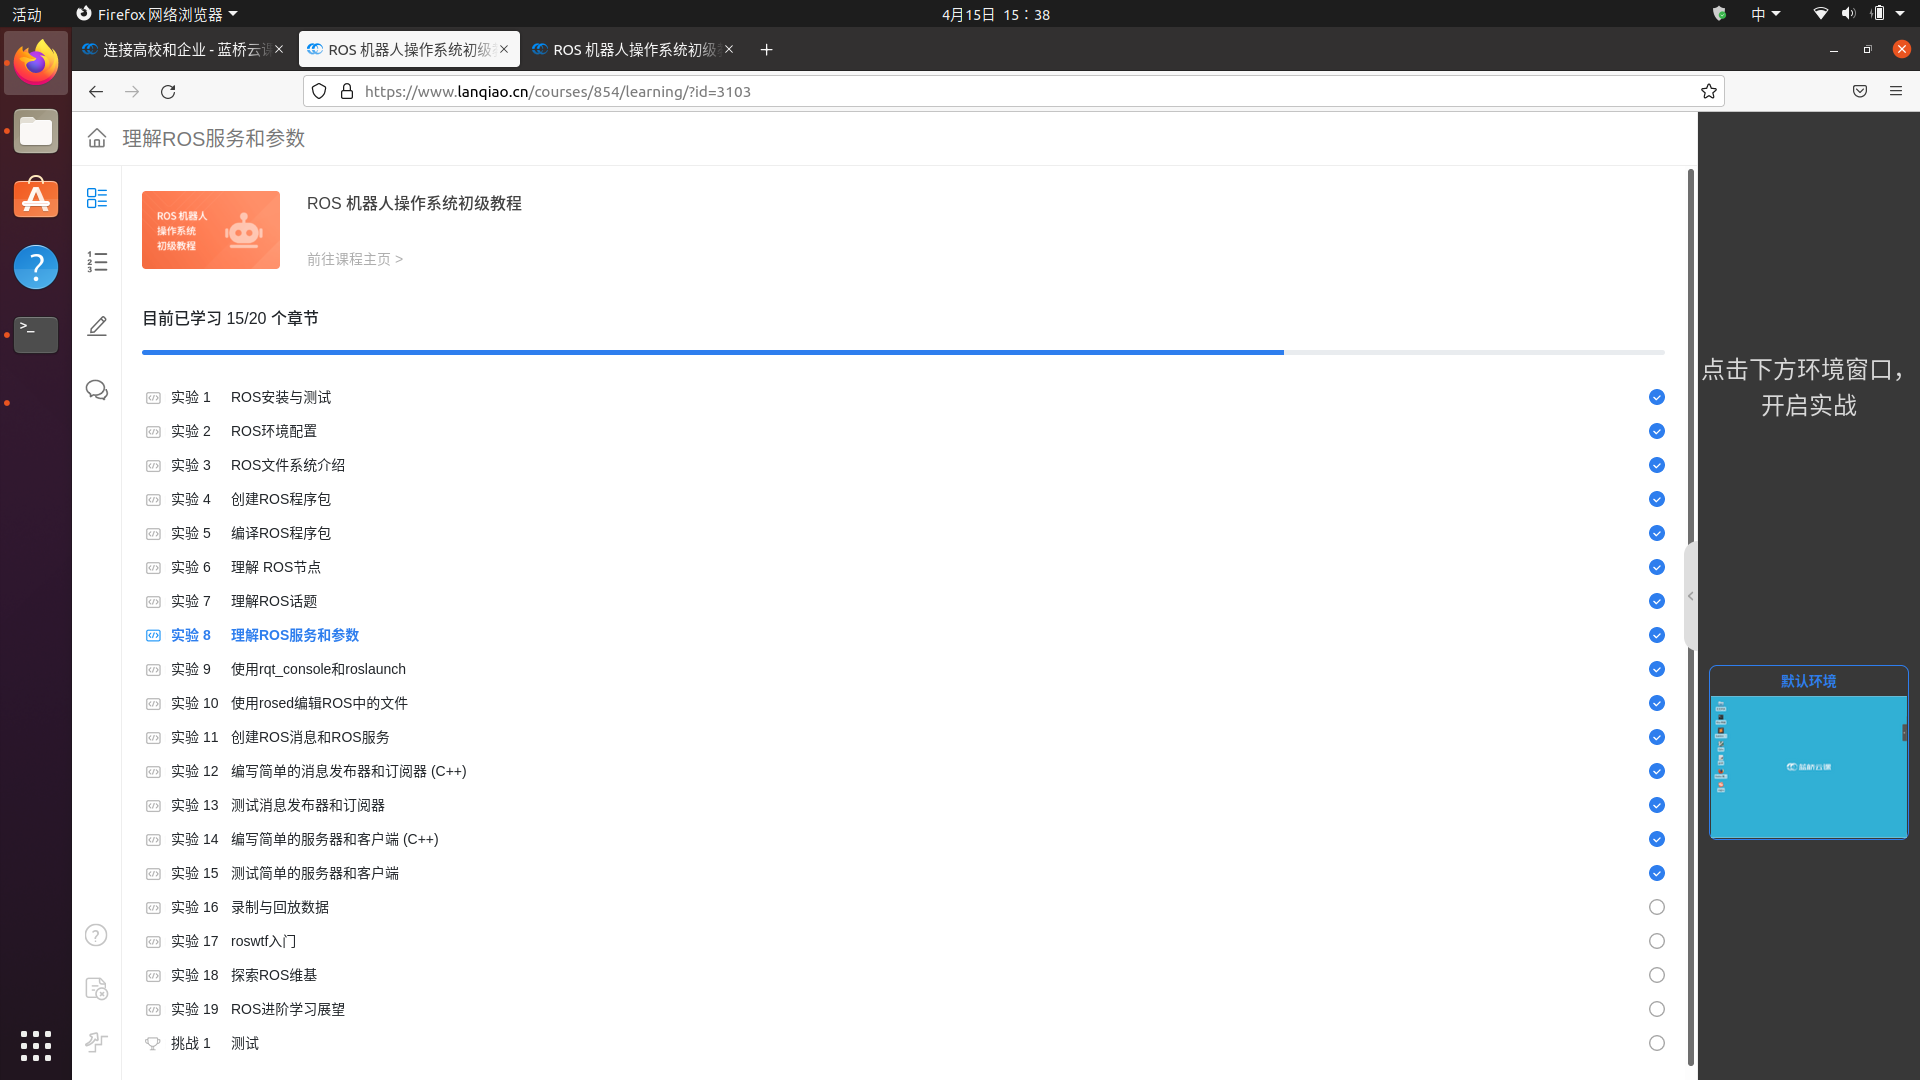 活动
Firefox 网络浏览器
4月15日 15：38
中
连接高校和企业 - 蓝桥云课
ROS 机器人操作系统初级
ROS 机器人操作系统初级
https://www.lanqiao.cn/courses/854/learning/?id=3103
理解ROS服务和参数
ROS 机器人
操作系统
初级教程
ROS 机器人操作系统初级教程
前往课程主页 >
目前已学习 15/20 个章节
实验 1 ROS安装与测试
实验 2 ROS环境配置
实验 3 ROS文件系统介绍
实验 4 创建ROS程序包
实验 5 编译ROS程序包
实验 6 理解 ROS节点
实验 7 理解ROS话题
实验 8 理解ROS服务和参数
实验 9 使用rqt_console和roslaunch
实验 10 使用rosed编辑ROS中的文件
实验 11 创建ROS消息和ROS服务
实验 12 编写简单的消息发布器和订阅器 (C++)
实验 13 测试消息发布器和订阅器
实验 14 编写简单的服务器和客户端 (C++)
实验 15 测试简单的服务器和客户端
实验 16 录制与回放数据
实验 17 roswtf入门
实验 18 探索ROS维基
实验 19 ROS进阶学习展望
挑战 1 测试
点击下方环境窗口，
开启实战
默认环境
蓝桥云课